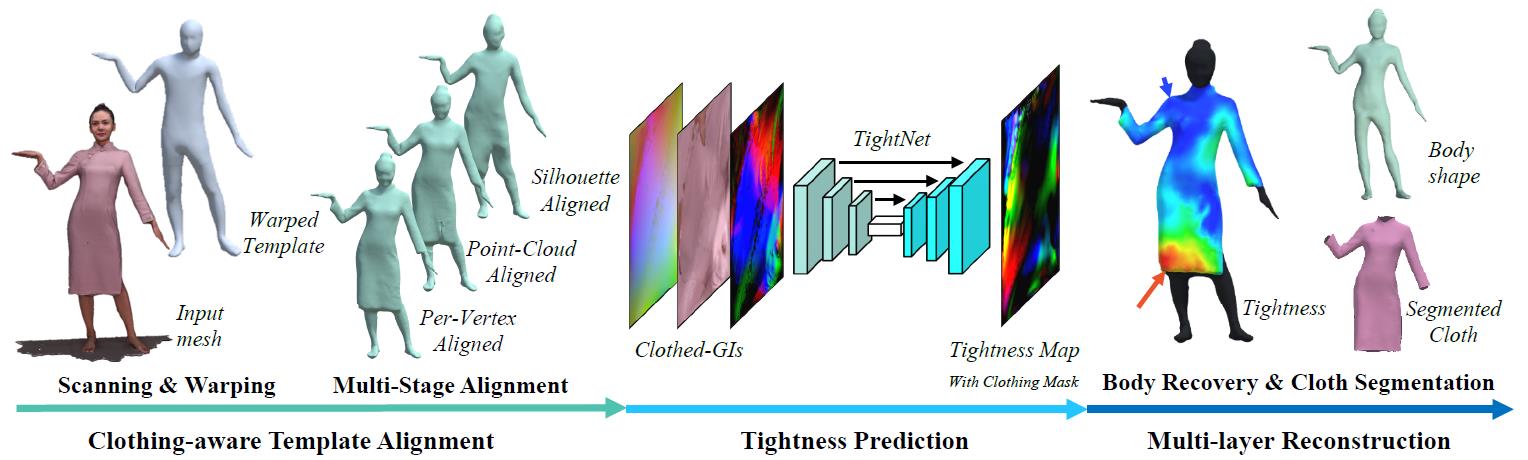 Warped
Template
Input
mesh
Silhouette
Aligned
Point-Cloud
Aligned
Per-Vertex
Aligned
Scanning & Warping
Multi-Stage Alignment
Clothing-aware Template Alignment
TightNet
Clothed-GIs
Tightness Map
With Clothing Mask
Tightness Prediction
Tightness
Body
shape
Segmented
Cloth
Body Recovery & Cloth Segmentation
Multi-layer Reconstruction